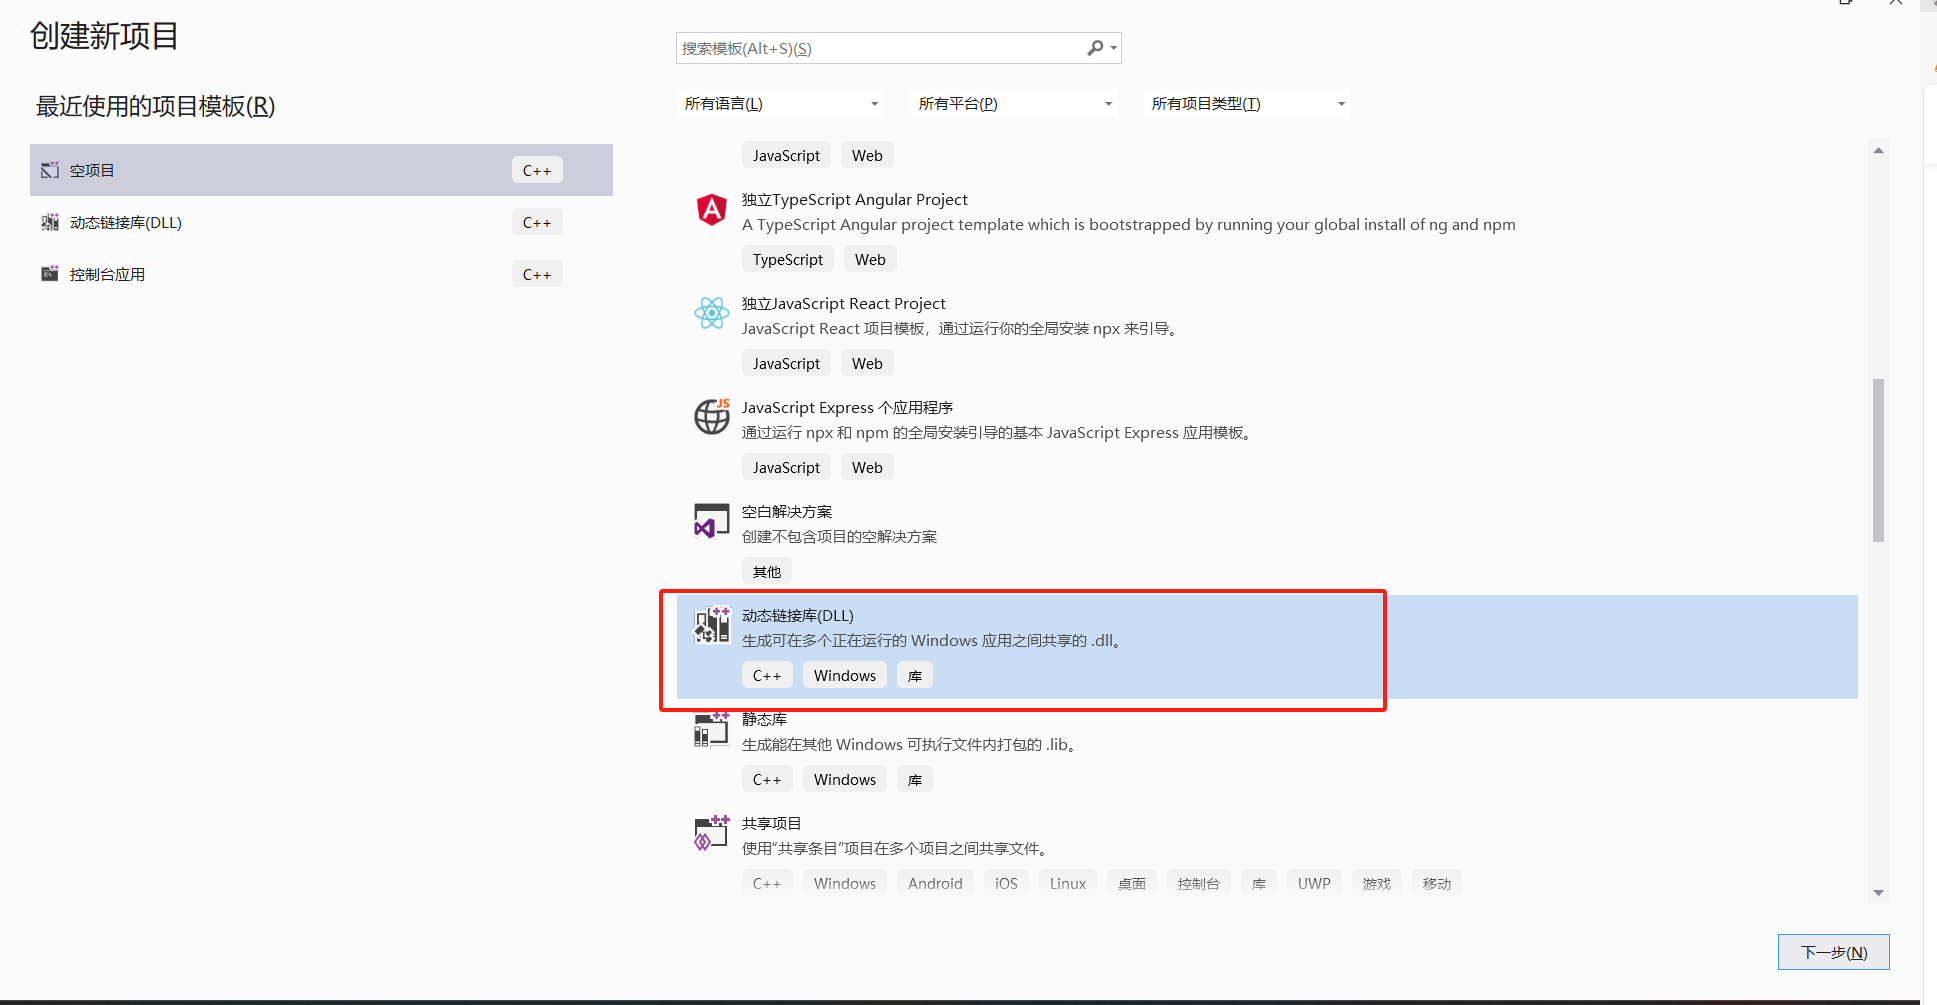 创建新项目
最近使用的项目模板(R)
空项目 C++
动态链接库(DLL) C++
控制台应用 C++
搜索模板(Alt+S)(S)
所有语言(L) 所有平台(P) 所有项目类型(T)
JavaScript Web
独立TypeScript Angular Project
A TypeScript Angular project template which is bootstrapped by running your global install of ng and npm
TypeScript Web
独立JavaScript React Project
JavaScript React 项目模板，通过运行你的全局安装 npx 来引导。
JavaScript Web
JS
JavaScript Express 个应用程序
通过运行 npx 和 npm 的全局安装引导的基本 JavaScript Express 应用模板。
JavaScript Web
空白解决方案
创建不包含项目的空解决方案
其他
动态链接库(DLL)
生成可在多个正在运行的 Windows 应用之间共享的 .dll。
C++ Windows 库
静态库
生成能在其他 Windows 可执行文件内打包的 .lib。
C++ Windows 库
共享项目
使用“共享条目”项目在多个项目之间共享文件。
C++ Windows Android iOS Linux 桌面 控制台 库 UWP 游戏 移动
下一步(N)